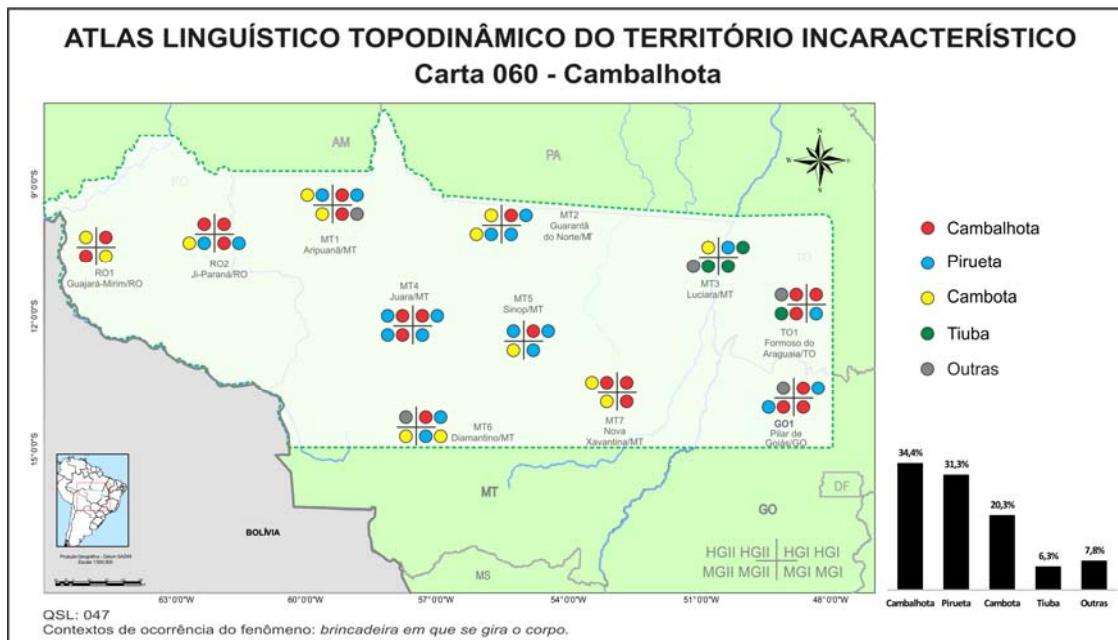 ATLAS LINGUÍSTICO TOPODINÂMICO DO TERRITÓRIO INCARACTERÍSTICO
Carta 060 - Cambalhota
AM
PA
RO
TO
9°0'0"S
12°0'0"S
15°0'0"S
N
RO1
Guajará-Mirim/RO
RO2
Ji-Paraná/RO
MT1
Aripuanã/MT
MT2
Guarantã
do Norte/MT
MT3
Luciara/MT
MT4
Juara/MT
MT5
Sinop/MT
TO1
Formoso do
Araguaia/TO
MT6
Diamantino/MT
MT7
Nova
Xavantina/MT
GO1
Pilar de
Goiás/GO
MT
GO
DF
MS
BOLÍVIA
HGII HGII HGI HGI
MGII MGII MGI MGI
63°0'0"W
60°0'0"W
57°0'0"W
54°0'0"W
51°0'0"W
48°0'0"W
Cambalhota
Pirueta
Cambota
Tiuba
Outras
34,4%
31,3%
20,3%
6,3%
7,8%
Cambalhota Pirueta Cambota Tiuba Outras
QSL: 047
Contextos de ocorrência do fenômeno: brincadeira em que se gira o corpo.